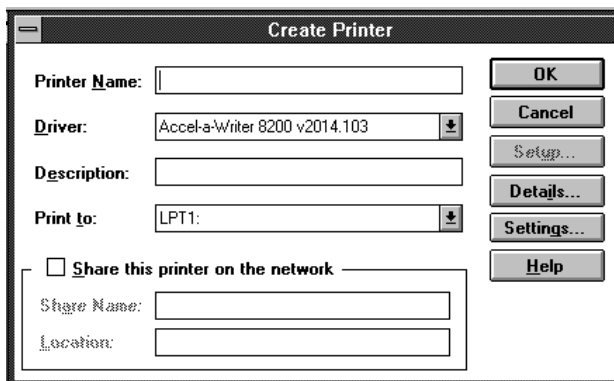 Create Printer
Printer Name:
OK
Driver:
Accel-a-Writer 8200 v2014.103
Cancel
Setup...
Description:
Details...
Print to:
LPT1:
Settings...
Share this printer on the network
Help
Share Name:
Location: